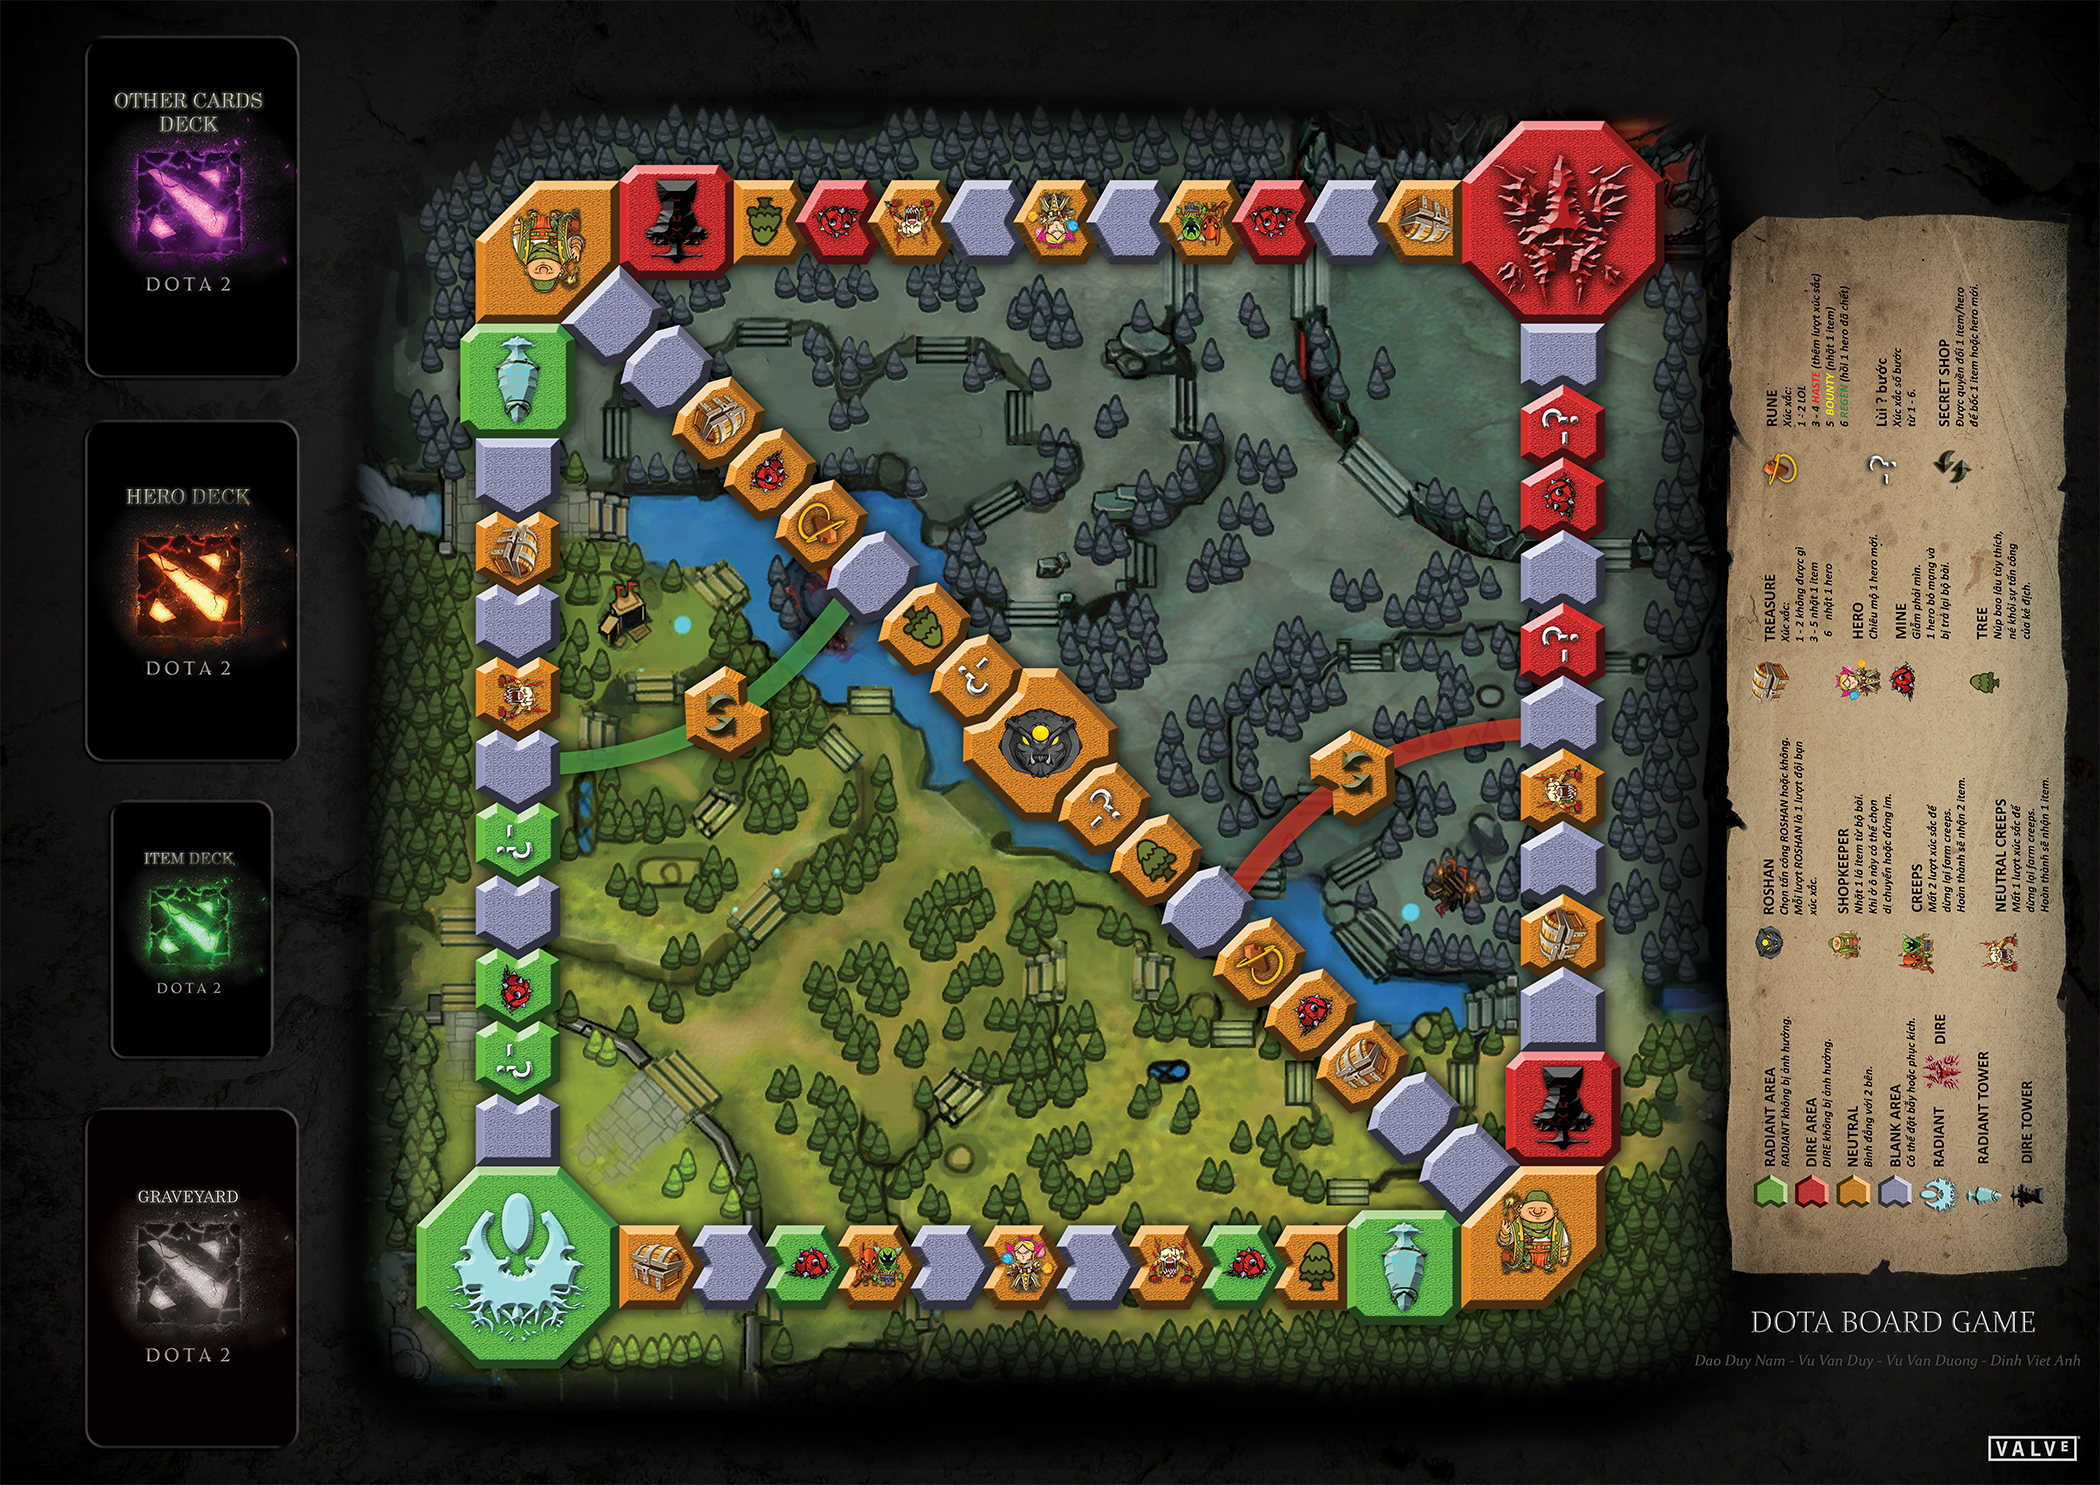 OTHER CARDS
DECK
DOTA 2
HERO DECK
DOTA 2
ITEM DECK
DOTA 2
GRAVEYARD
DOTA 2
RADIANT AREA
RADIANT không bị ảnh hưởng.
DIRE AREA
DIRE không bị ảnh hưởng.
NEUTRAL
Bình đẳng với 2 bên.
BLANK AREA
Có thể đặt bẫy hoặc phục kích.
RADIANT
DIRE
RADIANT TOWER
DIRE TOWER
ROSHAN
Chọn tấn công ROSHAN hoặc không.
Mỗi lượt ROSHAN là 1 lượt đội bạn
xúc xắc.
SHOPKEEPER
Nhặt 1 lá item từ bộ bài.
Khi ở ô này có thể chọn
di chuyển hoặc đứng im.
CREEPS
Mất 2 lượt xúc sắc để
dừng lại farm creeps.
Hoàn thành sẽ nhận 2 item.
NEUTRAL CREEPS
Mất 1 lượt xúc sắc để
dừng lại farm creeps.
Hoàn thành sẽ nhận 1 item.
TREASURE
Xúc xắc:
1 - 2 không được gì
3 - 5 nhặt 1 item
6 nhặt 1 hero
HERO
Chiêu mộ 1 hero mới.
MINE
Giẫm phải mìn.
1 hero bỏ mạng và
bị trả lại bộ bài.
TREE
Núp bao lâu tùy thích,
né khỏi sự tấn công
của kẻ địch.
RUNE
Xúc xắc:
1 - 2 LOL
3 - 4 HASTE (thêm lượt xúc sắc)
5 BOUNTY (nhặt 1 item)
6 REGEN (hồi 1 hero đã chết)
Lùi ? bước
Xúc xắc số bước
từ 1 - 6.
SECRET SHOP
Được quyền đổi 1 item/hero
để bốc 1 item hoặc hero mới.
DOTA BOARD GAME
Dao Duy Nam - Vu Van Duy - Vu Van Duong - Dinh Viet Anh
VALVE